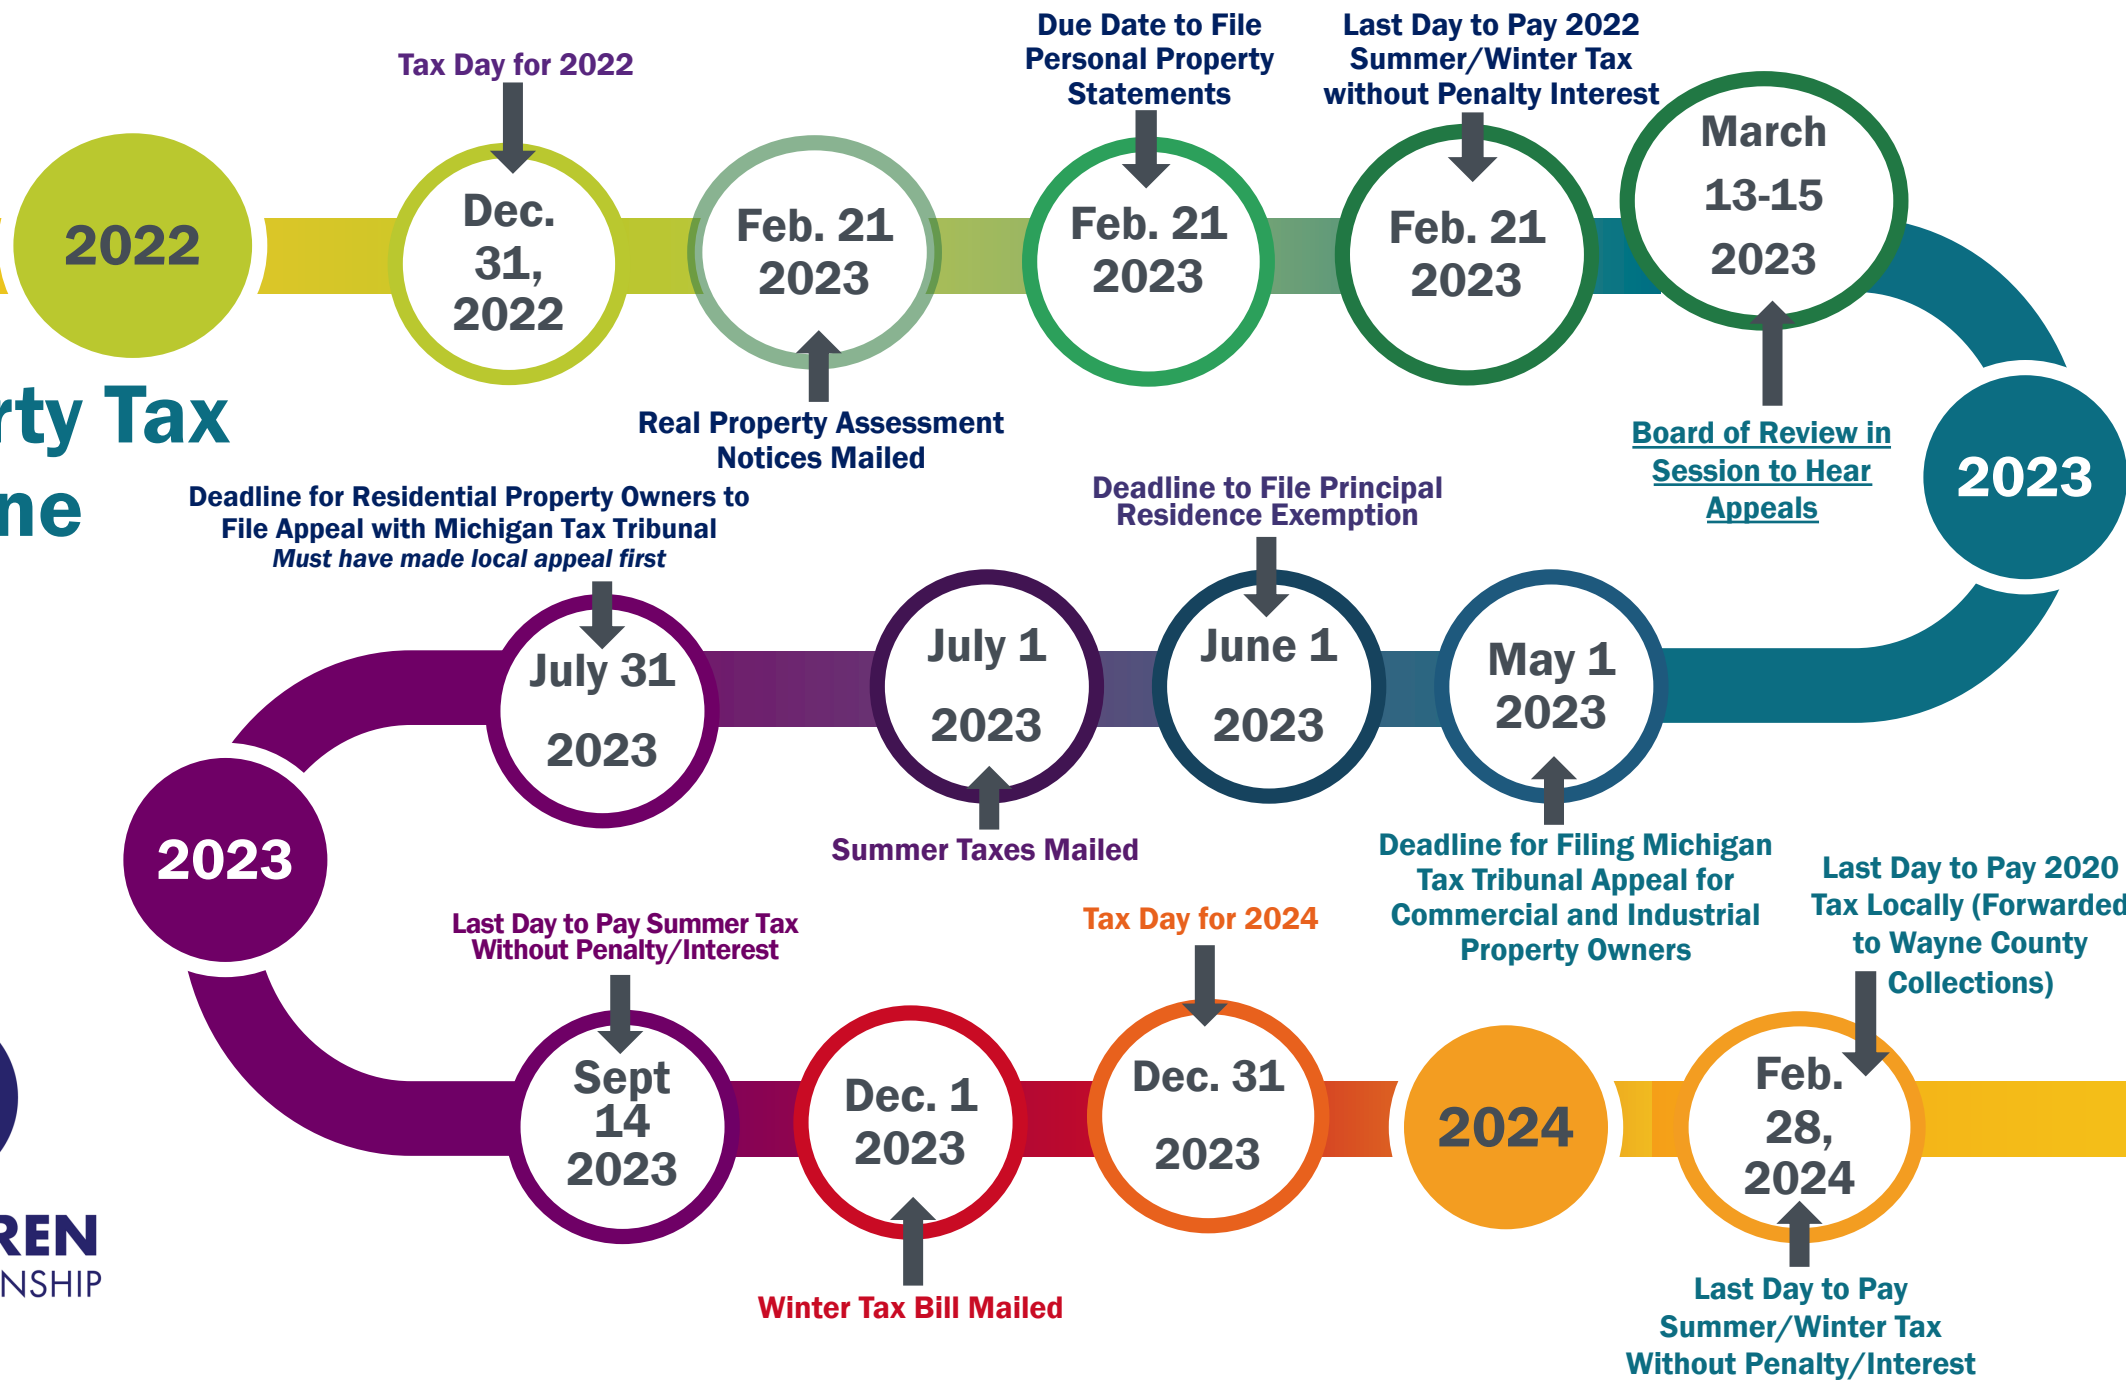 Tax Day for 2022
Due Date to File
Personal Property
Statements
Last Day to Pay 2022
Summer/Winter Tax
without Penalty Interest
2022
Dec.
31,
2022
Feb. 21
2023
Feb. 21
2023
Feb. 21
2023
March
13-15
2023
rty Tax
ne
Real Property Assessment
Notices Mailed
Board of Review in
Session to Hear
Appeals
2023
Deadline for Residential Property Owners to
File Appeal with Michigan Tax Tribunal
Must have made local appeal first
Deadline to File Principal
Residence Exemption
July 31
2023
July 1
2023
June 1
2023
May 1
2023
2023
Summer Taxes Mailed
Deadline for Filing Michigan
Tax Tribunal Appeal for
Commercial and Industrial
Property Owners
Last Day to Pay 2020
Tax Locally (Forwarded
to Wayne County
Collections)
Last Day to Pay Summer Tax
Without Penalty/Interest
Tax Day for 2024
Sept
14
2023
Dec. 1
2023
Dec. 31
2023
2024
Feb.
28,
2024
REN
NSHIP
Winter Tax Bill Mailed
Last Day to Pay
Summer/Winter Tax
Without Penalty/Interest